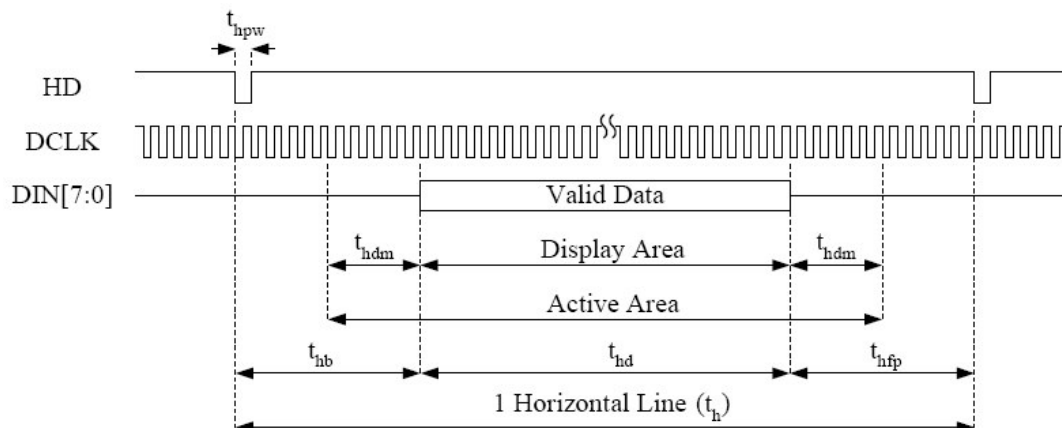 t_hpw
HD
DCLK
DIN[7:0]
Valid Data
t_hdm
Display Area
t_hdm
Active Area
t_hb
t_hd
t_hfp
1 Horizontal Line (t_h)